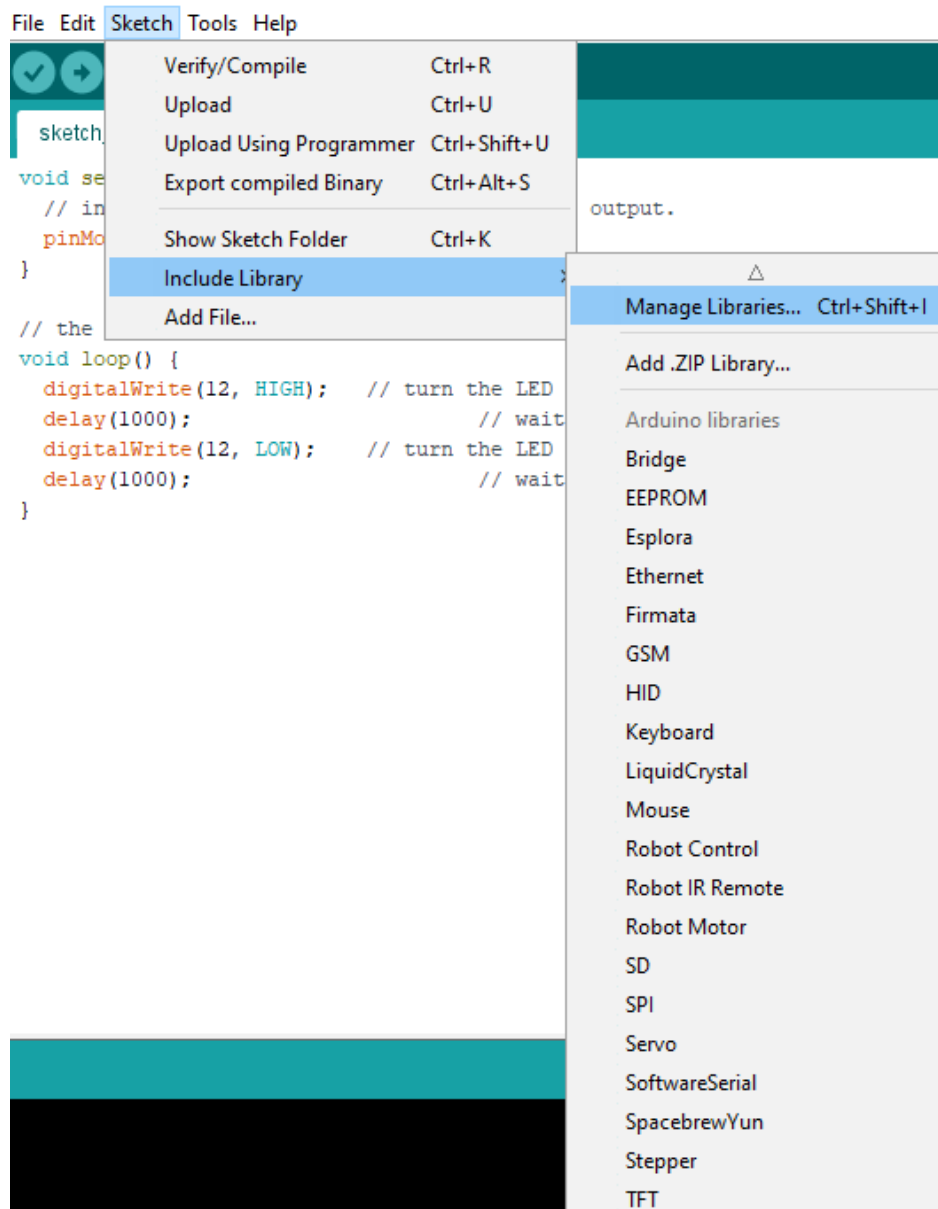 File Edit Sketch Tools Help
Verify/Compile Ctrl+R
Upload Ctrl+U
Upload Using Programmer Ctrl+Shift+U
Export compiled Binary Ctrl+Alt+S
Show Sketch Folder Ctrl+K
Include Library
Add File...
sketch_
void se
// in output.
pinMo
}
// the
void loop() {
digitalWrite(12, HIGH); // turn the LED
delay(1000); // wait
digitalWrite(12, LOW); // turn the LED
delay(1000); // wait
}
Manage Libraries... Ctrl+Shift+I
Add .ZIP Library...
Arduino libraries
Bridge
EEPROM
Esplora
Ethernet
Firmata
GSM
HID
Keyboard
LiquidCrystal
Mouse
Robot Control
Robot IR Remote
Robot Motor
SD
SPI
Servo
SoftwareSerial
SpacebrewYun
Stepper
TFT